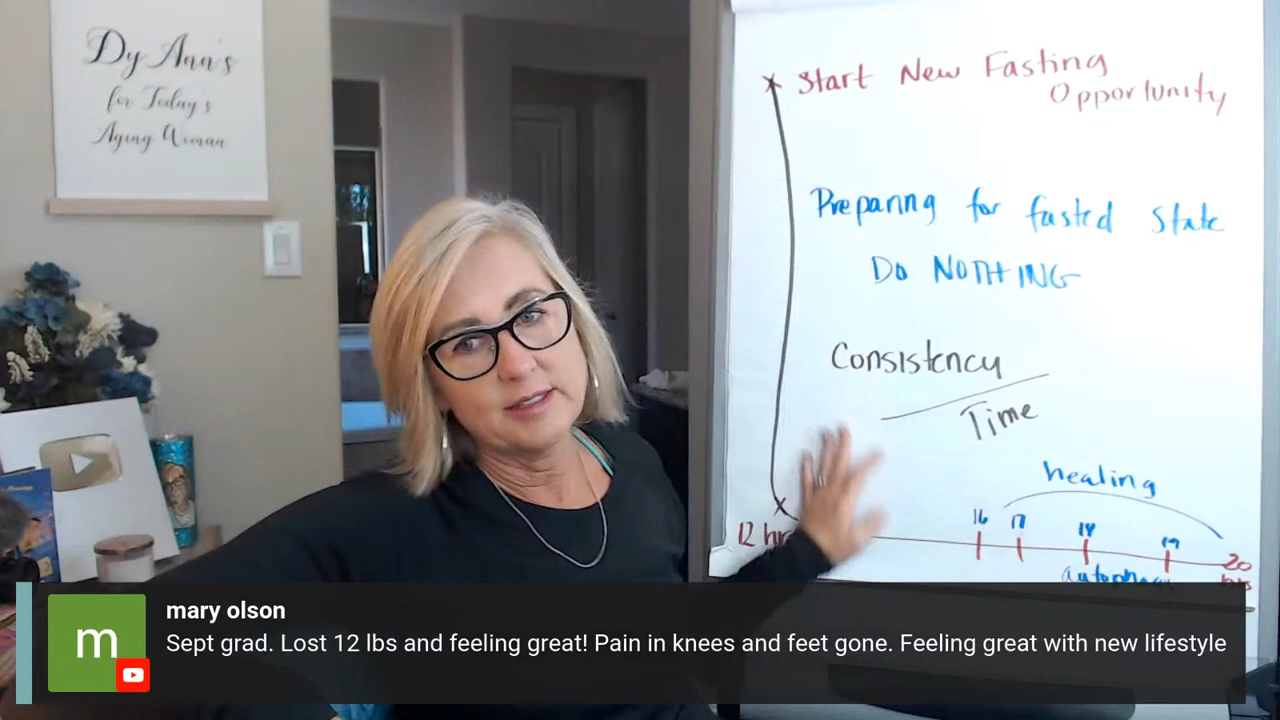 DyAnn's
for Today's
Aging Woman
Start New Fasting
Opportunity
Preparing for fasted State
DO NOTHING
Consistency
Time
healing
16 17 18 19
12 hr
20
autophagy
mary olson
m
Sept grad. Lost 12 lbs and feeling great! Pain in knees and feet gone. Feeling great with new lifestyle